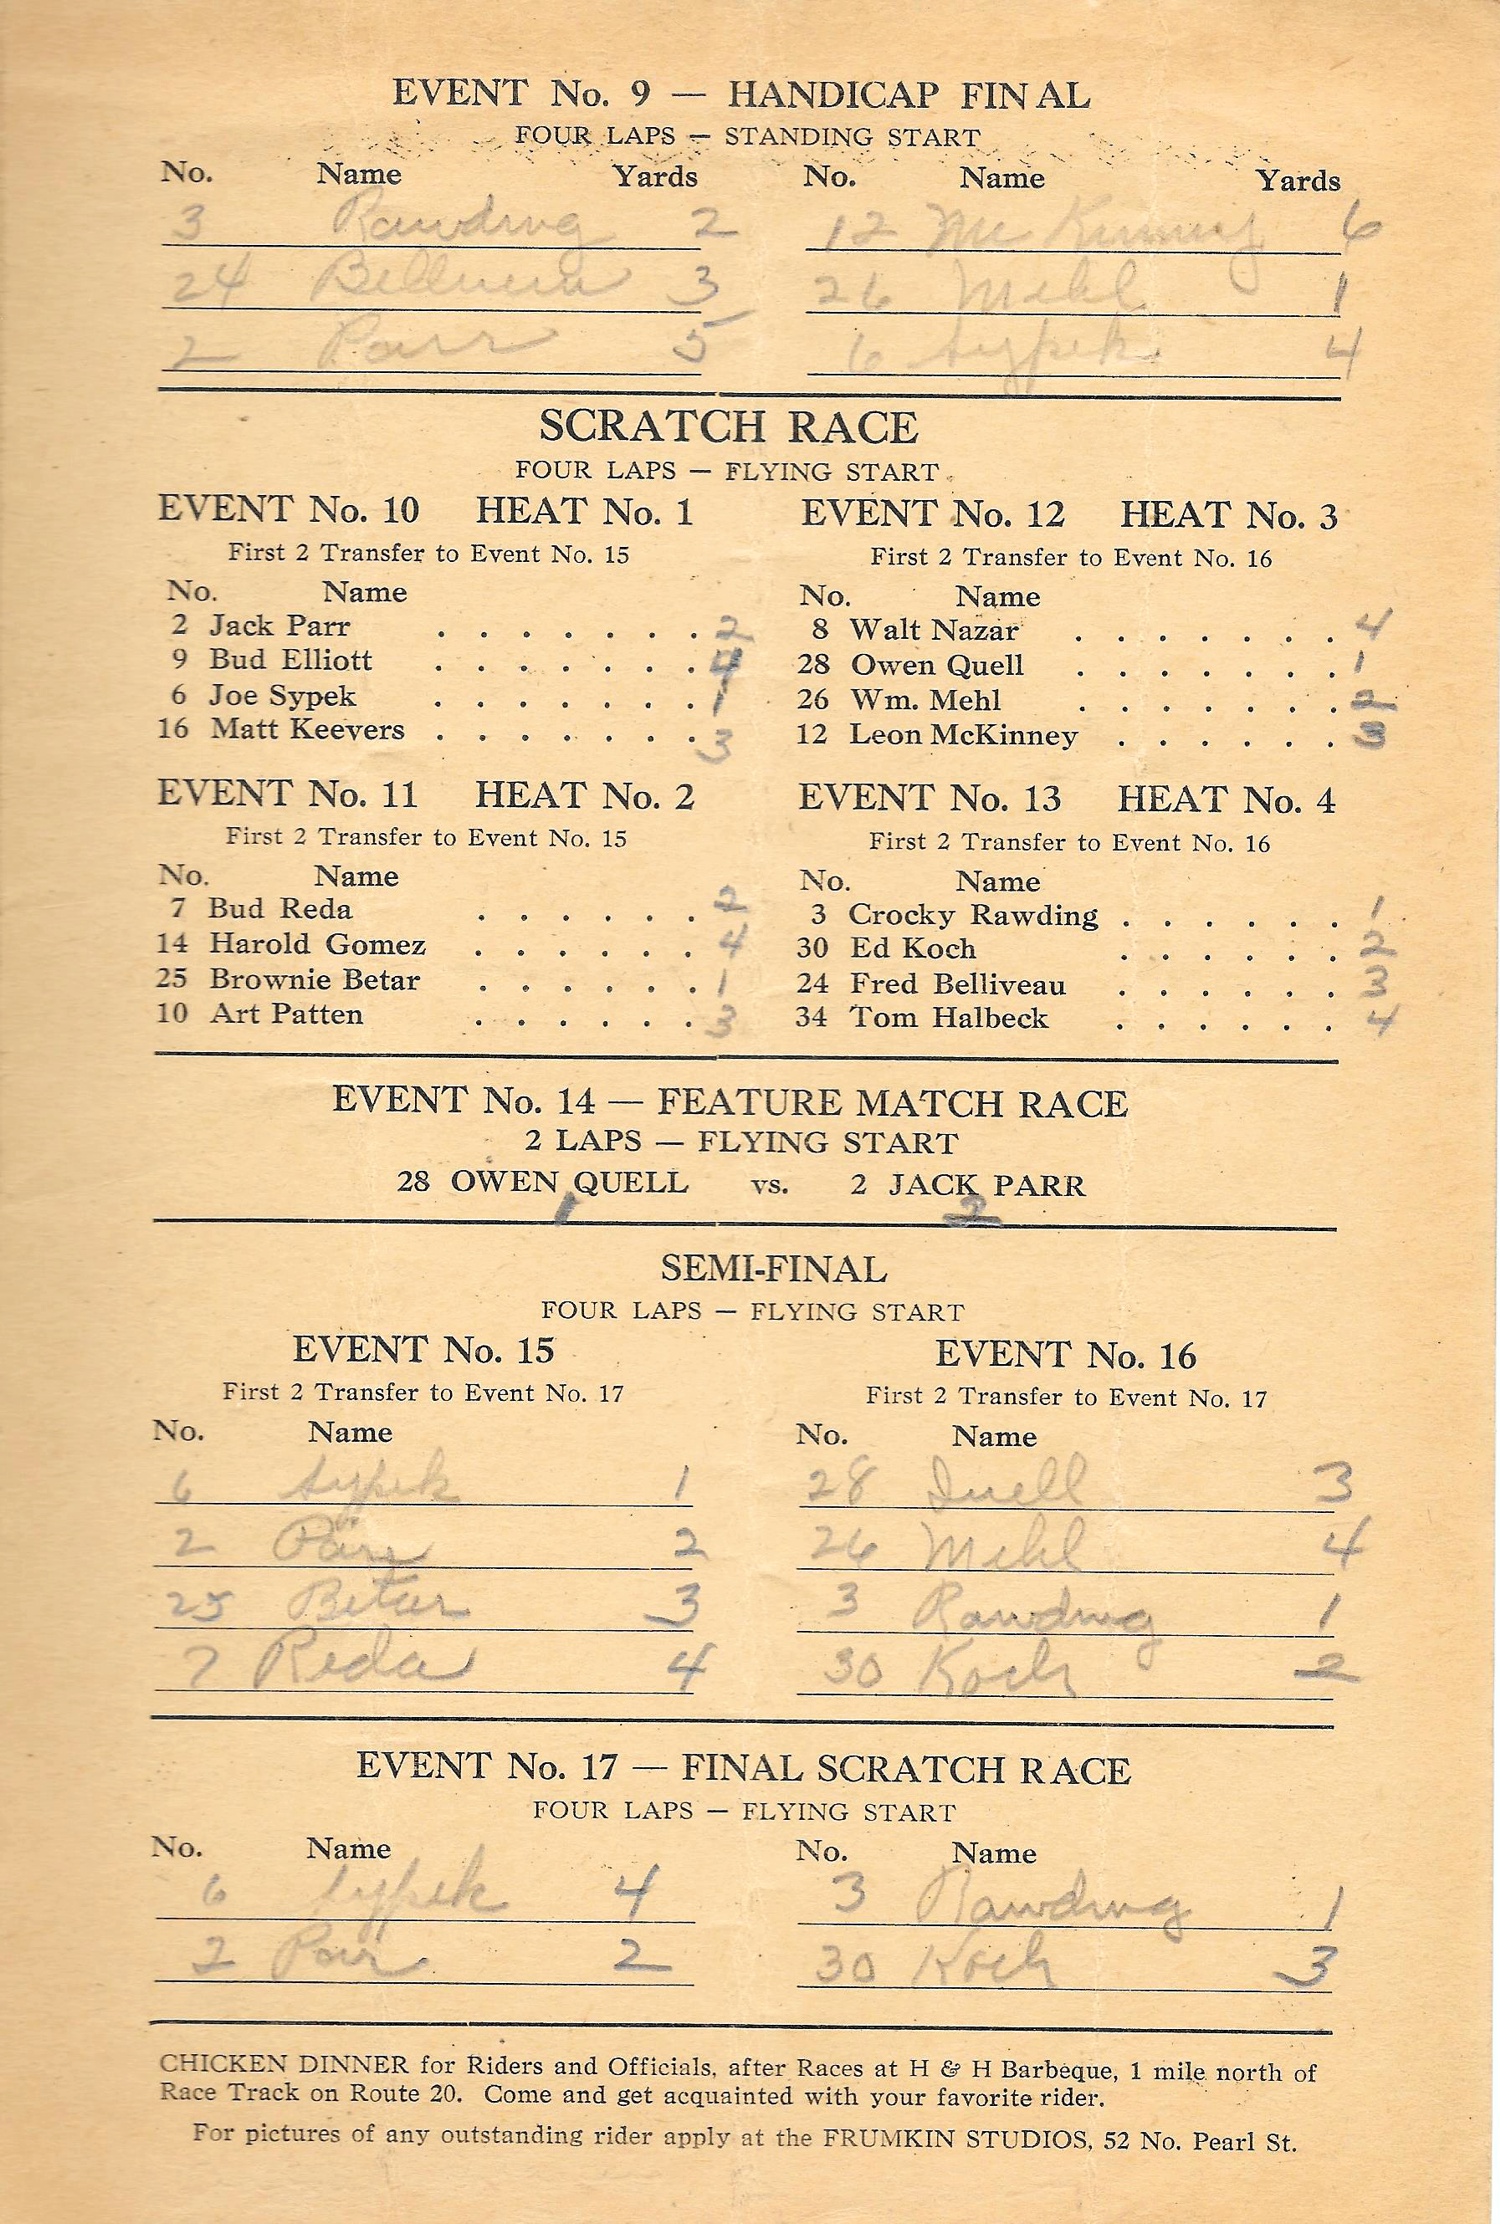 EVENT No. 9 — HANDICAP FINAL
FOUR LAPS — STANDING START
No. Name Yards No. Name Yards
3 Rawding 2 12 McKinney 6
24 Belliveau 3 26 Mehl 1
2 Parr 5 6 Sypek 4
SCRATCH RACE
FOUR LAPS — FLYING START
EVENT No. 10 HEAT No. 1
First 2 Transfer to Event No. 15
No. Name
2 Jack Parr . . . . . . . 2
9 Bud Elliott . . . . . . . 4
6 Joe Sypek . . . . . . . 1
16 Matt Keevers . . . . . . . 3
EVENT No. 12 HEAT No. 3
First 2 Transfer to Event No. 16
No. Name
8 Walt Nazar . . . . . . . 4
28 Owen Quell . . . . . . . 1
26 Wm. Mehl . . . . . . . 2
12 Leon McKinney . . . . . . 3
EVENT No. 11 HEAT No. 2
First 2 Transfer to Event No. 15
No. Name
7 Bud Reda . . . . . . 2
14 Harold Gomez . . . . . . 4
25 Brownie Betar . . . . . . 1
10 Art Patten . . . . . . 3
EVENT No. 13 HEAT No. 4
First 2 Transfer to Event No. 16
No. Name
3 Crocky Rawding . . . . . . 1
30 Ed Koch . . . . . . 2
24 Fred Belliveau . . . . . . 3
34 Tom Halbeck . . . . . . 4
EVENT No. 14 — FEATURE MATCH RACE
2 LAPS — FLYING START
28 OWEN QUELL vs. 2 JACK PARR
1 2
SEMI-FINAL
FOUR LAPS — FLYING START
EVENT No. 15
First 2 Transfer to Event No. 17
No. Name
6 Sypek 1
2 Parr 2
25 Betar 3
7 Reda 4
EVENT No. 16
First 2 Transfer to Event No. 17
No. Name
28 Quell 3
26 Mehl 4
3 Rawding 1
30 Koch 2
EVENT No. 17 — FINAL SCRATCH RACE
FOUR LAPS — FLYING START
No. Name No. Name
6 Sypek 4 3 Rawding 1
2 Parr 2 30 Koch 3
CHICKEN DINNER for Riders and Officials, after Races at H & H Barbeque, 1 mile north of
Race Track on Route 20. Come and get acquainted with your favorite rider.
For pictures of any outstanding rider apply at the FRUMKIN STUDIOS, 52 No. Pearl St.